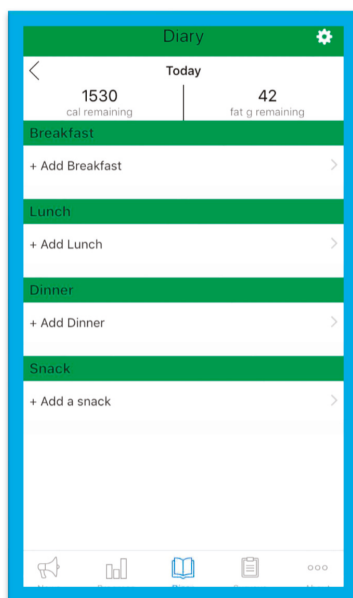 Diary
Today
1530 42
cal remaining fat g remaining
Breakfast
+ Add Breakfast
Lunch
+ Add Lunch
Dinner
+ Add Dinner
Snack
+ Add a snack